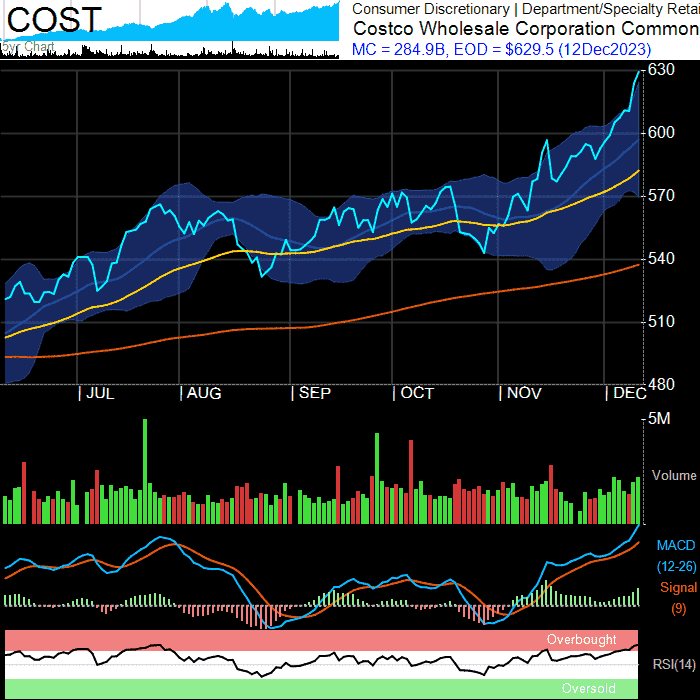 COST
5yr Chart
Consumer Discretionary | Department/Specialty Retai
Costco Wholesale Corporation Common
MC = 284.9B, EOD = $629.5 (12Dec2023)
630
600
570
540
510
480
| JUL | AUG | SEP | OCT | NOV | DEC
5M
Volume
MACD
(12-26)
Signal
(9)
Overbought
RSI(14)
Oversold